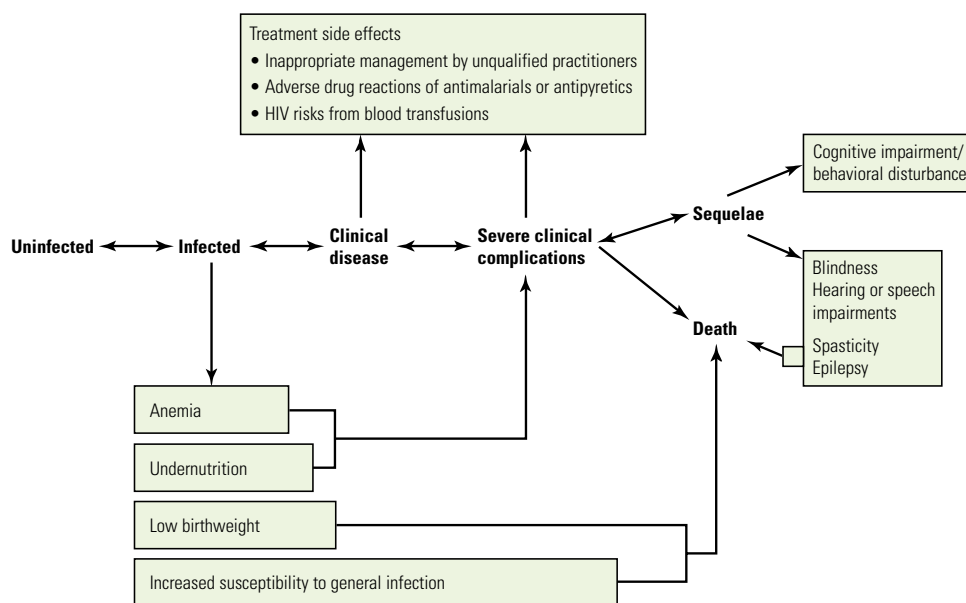 Treatment side effects
• Inappropriate management by unqualified practitioners
• Adverse drug reactions of antimalarials or antipyretics
• HIV risks from blood transfusions
Cognitive impairment/
behavioral disturbance
Uninfected
Infected
Clinical
disease
Severe clinical
complications
Sequelae
Death
Blindness
Hearing or speech
impairments
Spasticity
Epilepsy
Anemia
Undernutrition
Low birthweight
Increased susceptibility to general infection